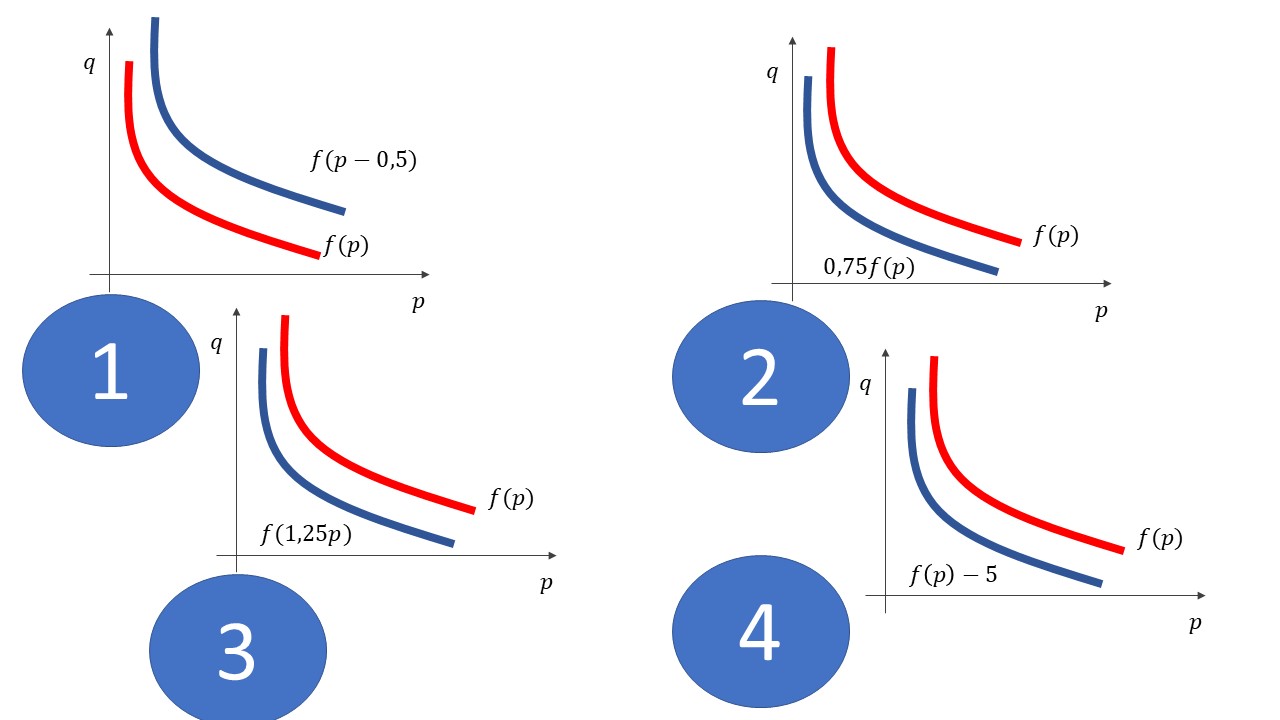 q
f(p − 0,5)
f(p)
p
1
q
f(p)
0,75f(p)
p
2
q
f(p)
f(1,25p)
p
3
q
f(p)
f(p) − 5
p
4